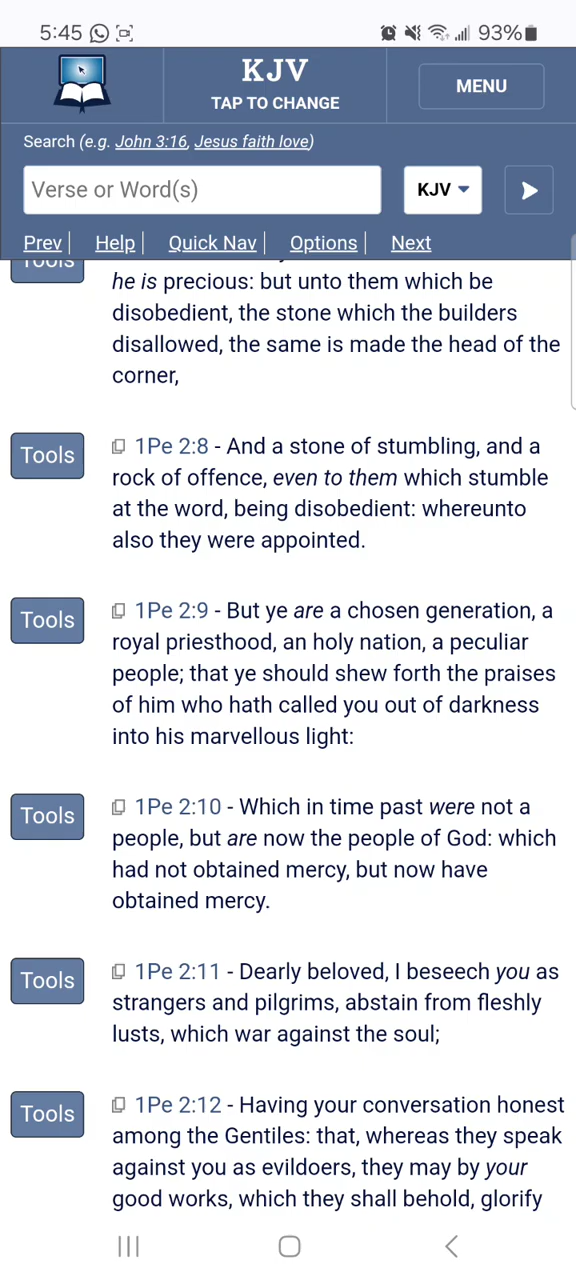 5:45 93%
KJV
TAP TO CHANGE
MENU
Search (e.g. John 3:16, Jesus faith love)
Verse or Word(s) KJV
Prev Help Quick Nav Options Next
Tools
he is precious: but unto them which be
disobedient, the stone which the builders
disallowed, the same is made the head of the
corner,
Tools 1Pe 2:8 - And a stone of stumbling, and a
rock of offence, even to them which stumble
at the word, being disobedient: whereunto
also they were appointed.
Tools 1Pe 2:9 - But ye are a chosen generation, a
royal priesthood, an holy nation, a peculiar
people; that ye should shew forth the praises
of him who hath called you out of darkness
into his marvellous light:
Tools 1Pe 2:10 - Which in time past were not a
people, but are now the people of God: which
had not obtained mercy, but now have
obtained mercy.
Tools 1Pe 2:11 - Dearly beloved, I beseech you as
strangers and pilgrims, abstain from fleshly
lusts, which war against the soul;
Tools 1Pe 2:12 - Having your conversation honest
among the Gentiles: that, whereas they speak
against you as evildoers, they may by your
good works, which they shall behold, glorify